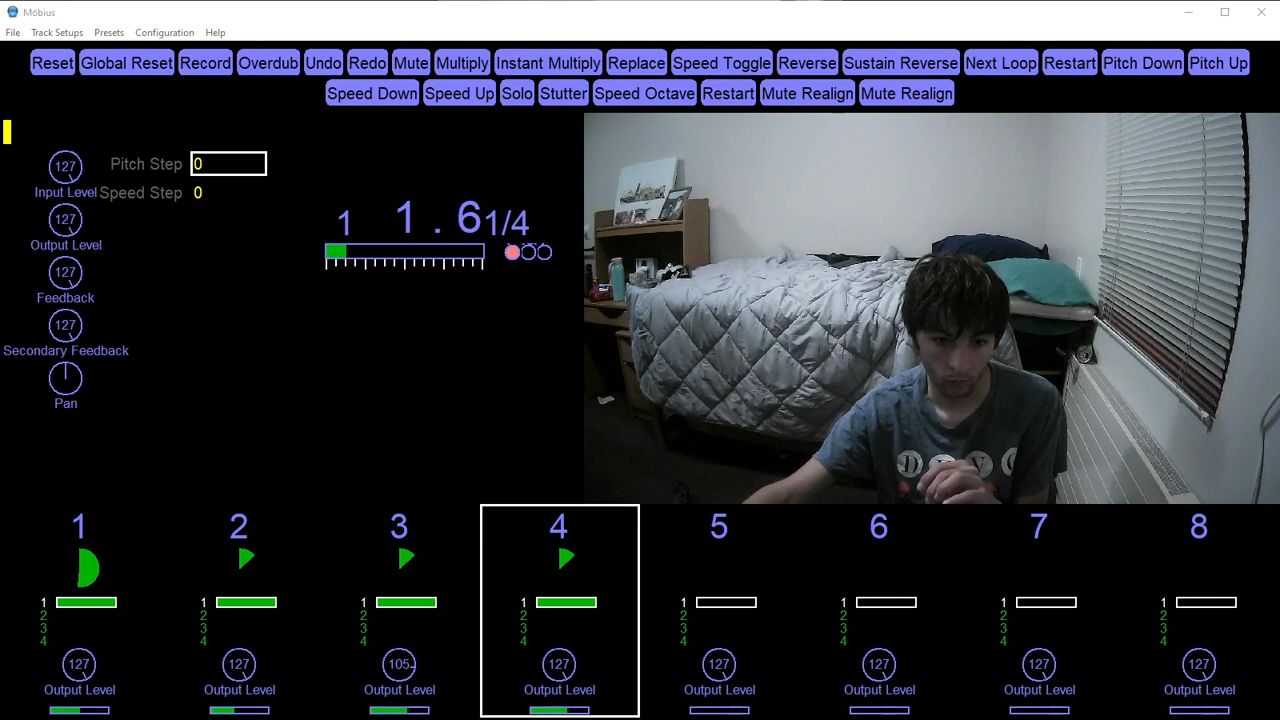 Möbius
File Track Setups Presets Configuration Help
Reset Global Reset Record Overdub Undo Redo Mute Multiply Instant Multiply Replace Speed Toggle Reverse Sustain Reverse Next Loop Restart Pitch Down Pitch Up
Speed Down Speed Up Solo Stutter Speed Octave Restart Mute Realign Mute Realign
127 Pitch Step 0
Input Level Speed Step 0
127
Output Level
1 1 . 6 1/4
127
Feedback
127
Secondary Feedback
Pan
1 2 3 4 5 6 7 8
1 1 1 1 1 1 1 1
2 2 2 2 2 2 2 2
3 3 3 3 3 3 3 3
4 4 4 4 4 4 4 4
127 127 105 127 127 127 127 127
Output Level Output Level Output Level Output Level Output Level Output Level Output Level Output Level